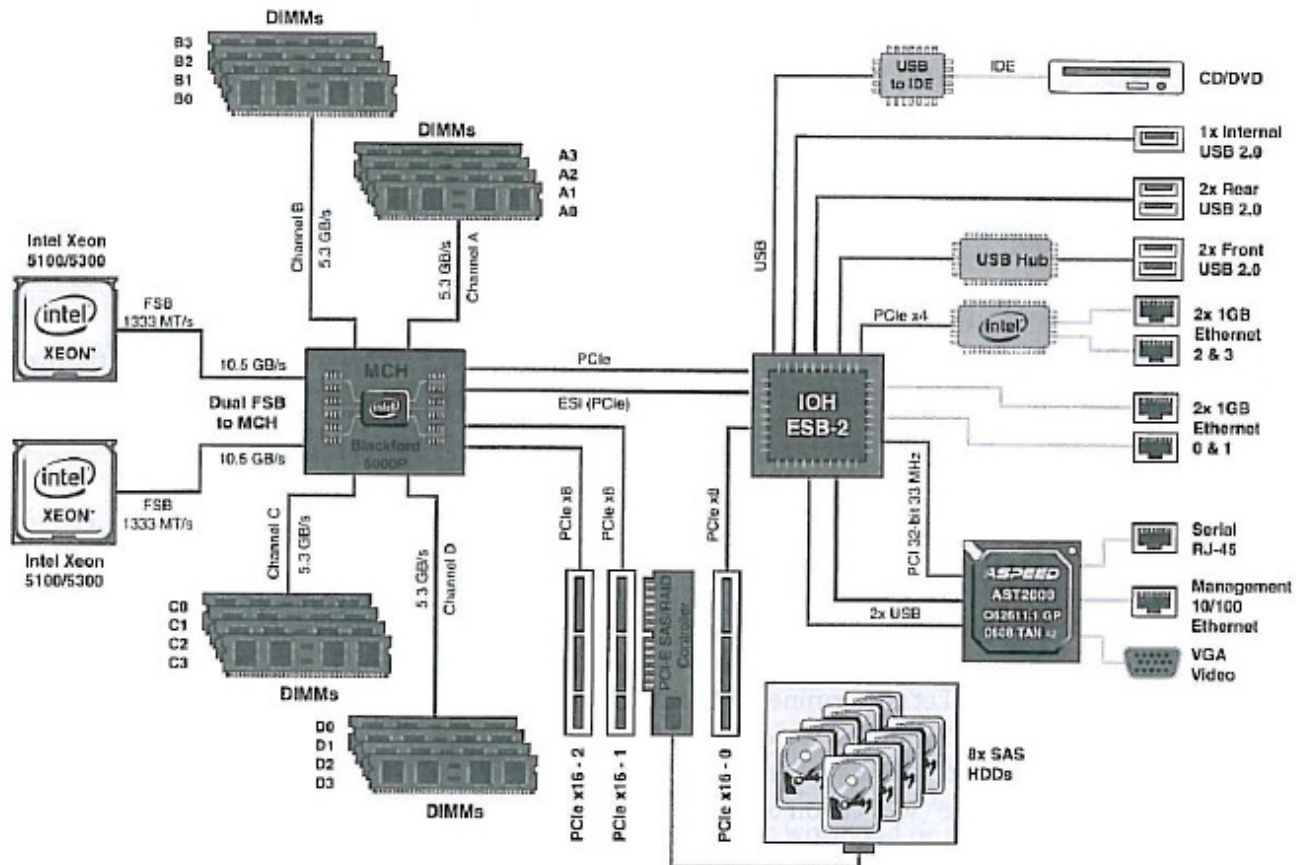 DIMMs
B3
B2
B1
B0
DIMMs
A3
A2
A1
A0
Channel B
5.3 GB/s
5.3 GB/s
Channel A
Intel Xeon
5100/5300
intel
XEON
FSB
1333 MT/s
10.5 GB/s
Dual FSB
to MCH
10.5 GB/s
intel
XEON
FSB
1333 MT/s
Intel Xeon
5100/5300
MCH
intel
Blackford
5000P
PCIe
ESI (PCIe)
Channel C
5.3 GB/s
5.3 GB/s
Channel D
C0
C1
C2
C3
DIMMs
D0
D1
D2
D3
DIMMs
PCIe x8
PCIe x8
PCIe x8
PCIe x16 - 2
PCIe x16 - 1
PCI-E SAS/RAID
Controller
PCIe x16 - 0
8x SAS
HDDs
USB
USB
to IDE
IDE
CD/DVD
1x Internal
USB 2.0
2x Rear
USB 2.0
USB Hub
2x Front
USB 2.0
PCIe x4
intel
2x 1GB
Ethernet
2 & 3
IOH
ESB-2
2x 1GB
Ethernet
0 & 1
PCI 32-bit 33 MHz
2x USB
ASPEED
AST2000
Serial
RJ-45
Management
10/100
Ethernet
VGA
Video